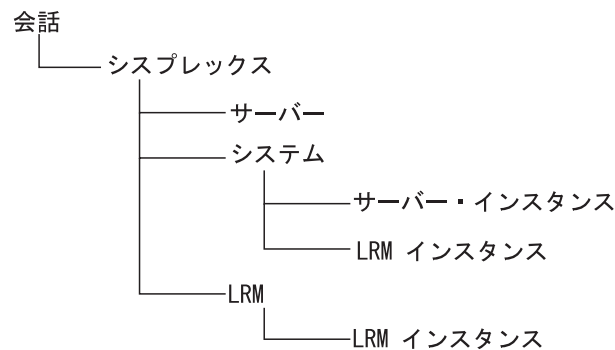 会話
シスプレックス
サーバー
システム
サーバー・インスタンス
LRM インスタンス
LRM
LRM インスタンス